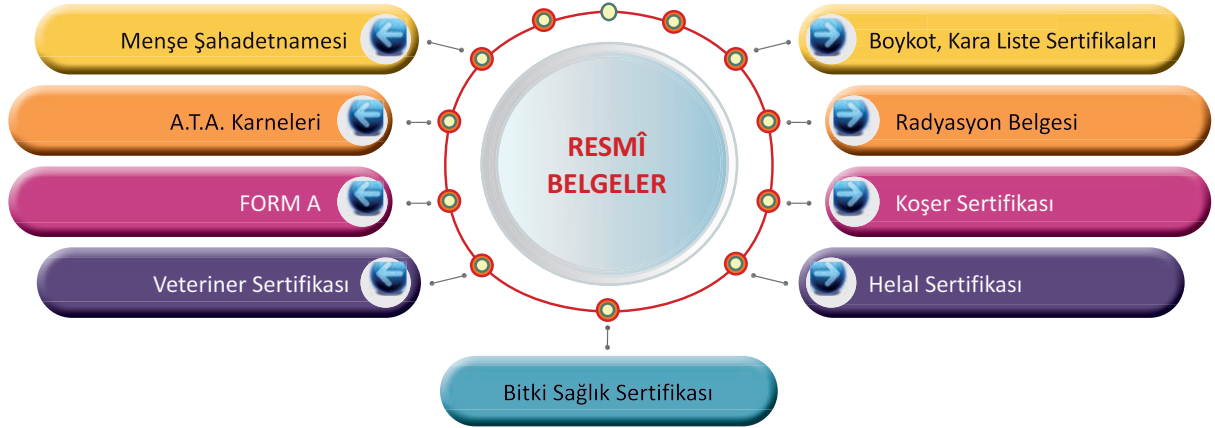 Menşe Şahadetnamesi
A.T.A. Karneleri
FORM A
Veteriner Sertifikası
RESMÎ
BELGELER
Boykot, Kara Liste Sertifikaları
Radyasyon Belgesi
Koşer Sertifikası
Helal Sertifikası
Bitki Sağlık Sertifikası